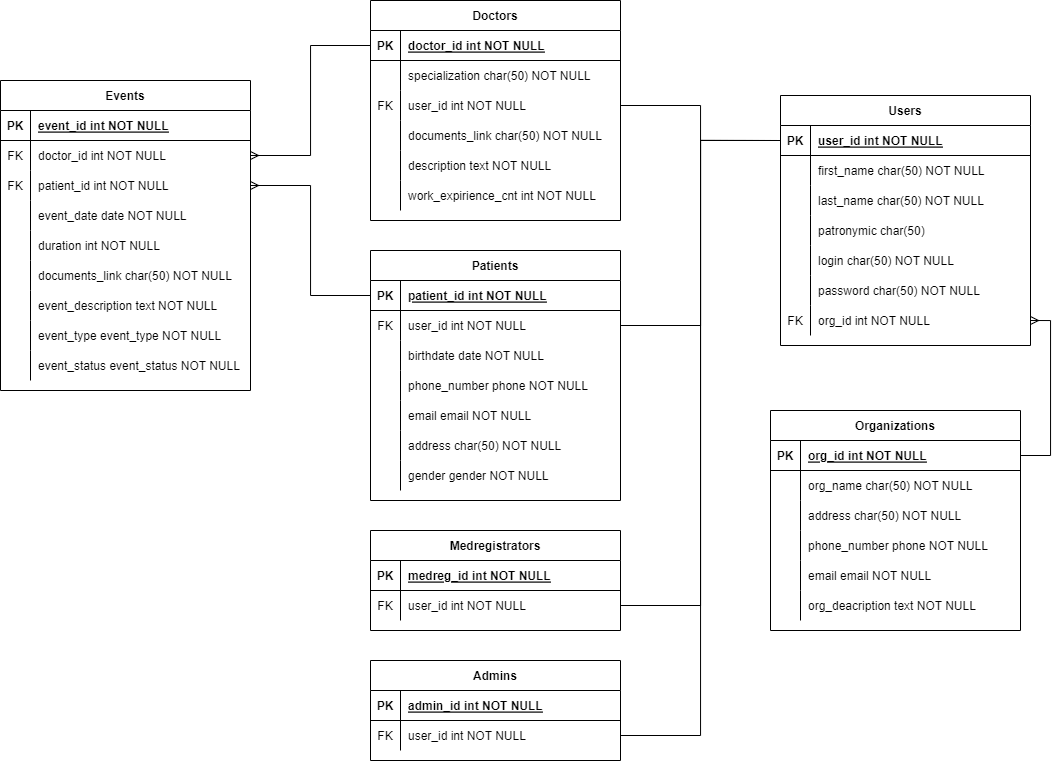 Doctors
PK doctor_id int NOT NULL
specialization char(50) NOT NULL
FK user_id int NOT NULL
documents_link char(50) NOT NULL
description text NOT NULL
work_expirience_cnt int NOT NULL
Events
PK event_id int NOT NULL
FK doctor_id int NOT NULL
FK patient_id int NOT NULL
event_date date NOT NULL
duration int NOT NULL
documents_link char(50) NOT NULL
event_description text NOT NULL
event_type event_type NOT NULL
event_status event_status NOT NULL
Users
PK user_id int NOT NULL
first_name char(50) NOT NULL
last_name char(50) NOT NULL
patronymic char(50)
login char(50) NOT NULL
password char(50) NOT NULL
FK org_id int NOT NULL
Patients
PK patient_id int NOT NULL
FK user_id int NOT NULL
birthdate date NOT NULL
phone_number phone NOT NULL
email email NOT NULL
address char(50) NOT NULL
gender gender NOT NULL
Organizations
PK org_id int NOT NULL
org_name char(50) NOT NULL
address char(50) NOT NULL
phone_number phone NOT NULL
email email NOT NULL
org_deacription text NOT NULL
Medregistrators
PK medreg_id int NOT NULL
FK user_id int NOT NULL
Admins
PK admin_id int NOT NULL
FK user_id int NOT NULL